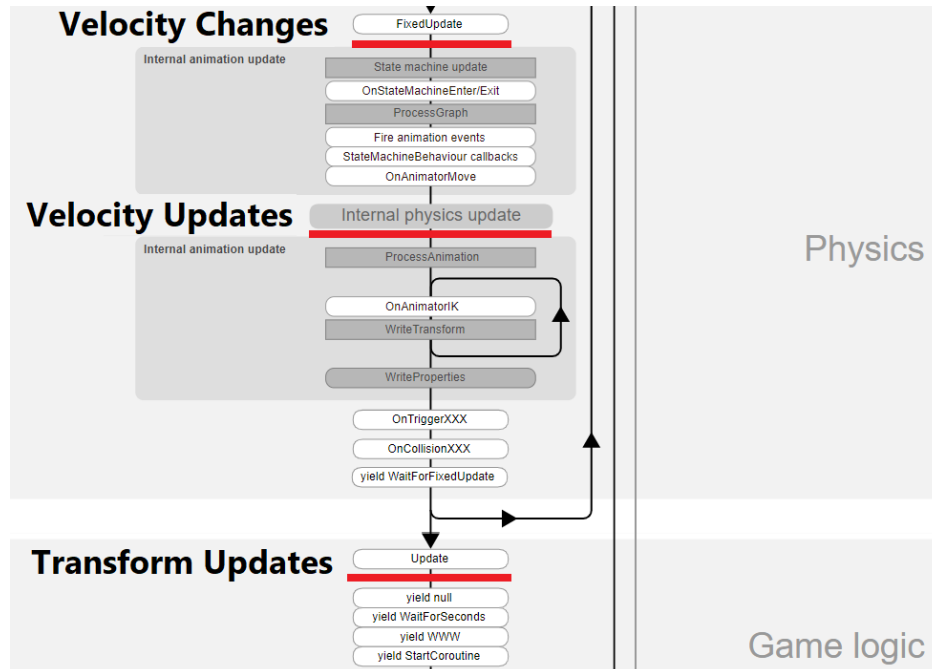 Velocity Changes
FixedUpdate
Internal animation update
State machine update
OnStateMachineEnter/Exit
ProcessGraph
Fire animation events
StateMachineBehaviour callbacks
OnAnimatorMove
Velocity Updates
Internal physics update
Internal animation update
ProcessAnimation
Physics
OnAnimatorIK
WriteTransform
WriteProperties
OnTriggerXXX
OnCollisionXXX
yield WaitForFixedUpdate
Transform Updates
Update
yield null
yield WaitForSeconds
yield WWW
yield StartCoroutine
Game logic